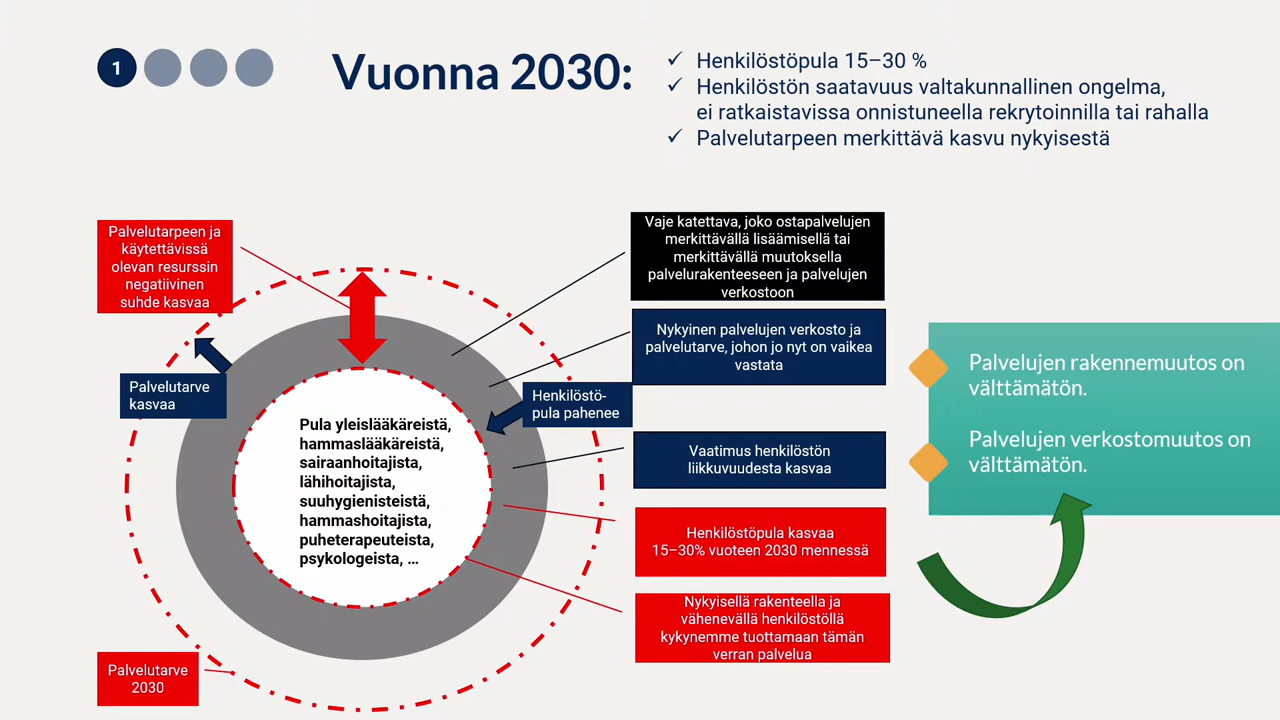 1
Vuonna 2030:
✓ Henkilöstöpula 15–30 %
✓ Henkilöstön saatavuus valtakunnallinen ongelma,
ei ratkaistavissa onnistuneella rekrytoinnilla tai rahalla
✓ Palvelutarpeen merkittävä kasvu nykyisestä
Palvelutarpeen ja
käytettävissä
olevan resurssin
negatiivinen
suhde kasvaa
Palvelutarve
kasvaa
Pula yleislääkäreistä,
hammaslääkäreistä,
sairaanhoitajista,
lähihoitajista,
suuhygienisteistä,
hammashoitajista,
puheterapeuteista,
psykologeista, …
Palvelutarve
2030
Henkilöstö-
pula pahenee
Vaje katettava, joko ostapalvelujen
merkittävällä lisäämisellä tai
merkittävällä muutoksella
palvelurakenteeseen ja palvelujen
verkostoon
Nykyinen palvelujen verkosto ja
palvelutarve, johon jo nyt on vaikea
vastata
Vaatimus henkilöstön
liikkuvuudesta kasvaa
Henkilöstöpula kasvaa
15–30% vuoteen 2030 mennessä
Nykyisellä rakenteella ja
vähenevällä henkilöstöllä
kykynemme tuottamaan tämän
verran palvelua
Palvelujen rakennemuutos on
välttämätön.
Palvelujen verkostomuutos on
välttämätön.